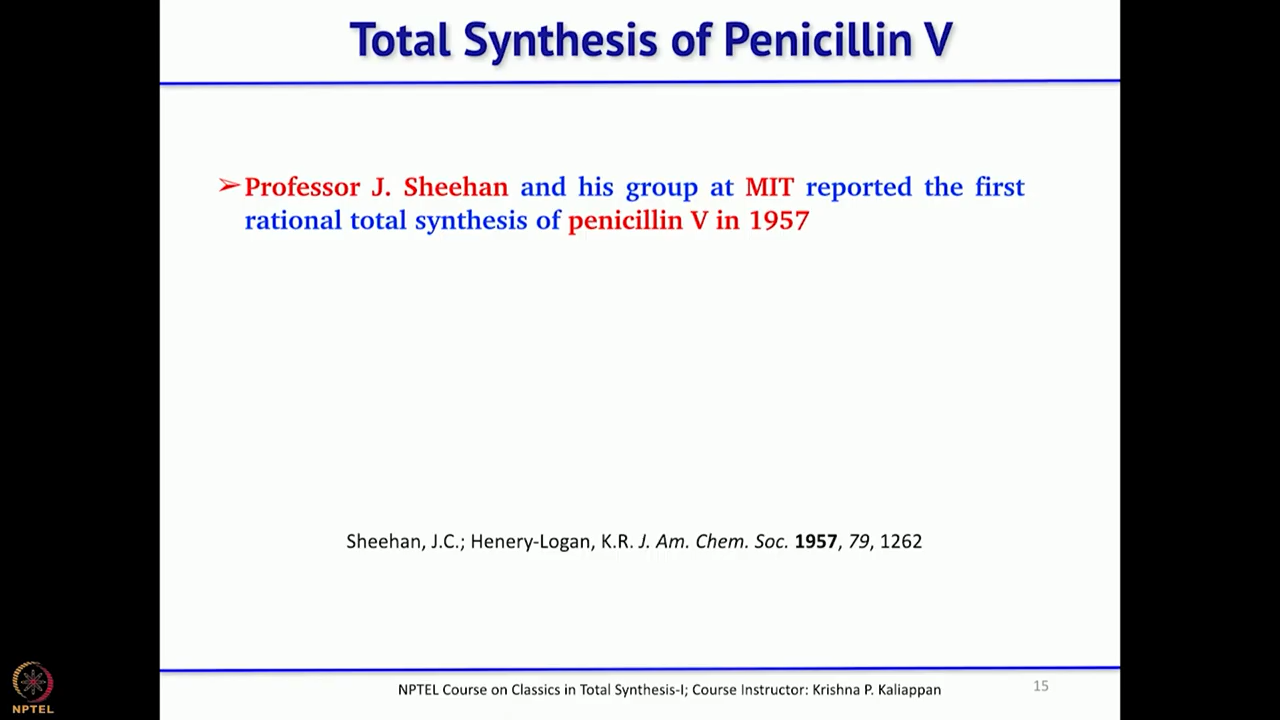 Total Synthesis of Penicillin V
➢Professor J. Sheehan and his group at MIT reported the first
rational total synthesis of penicillin V in 1957
Sheehan, J.C.; Henery-Logan, K.R. J. Am. Chem. Soc. 1957, 79, 1262
NPTEL Course on Classics in Total Synthesis-I; Course Instructor: Krishna P. Kaliappan
15
NPTEL